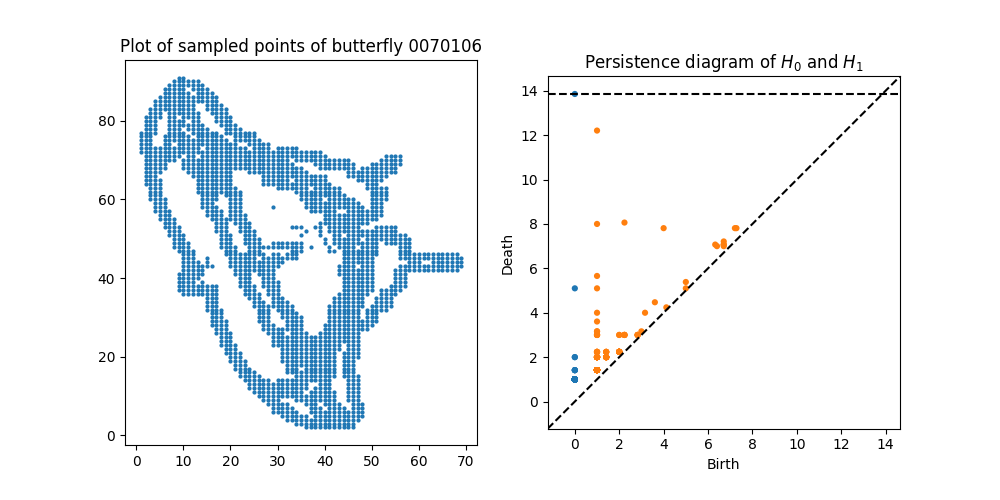 Plot of sampled points of butterfly 0070106
80
60
40
20
0
0 10 20 30 40 50 60 70
Persistence diagram of H₀ and H₁
14
12
10
8
6
4
2
0
Death
0 2 4 6 8 10 12 14
Birth